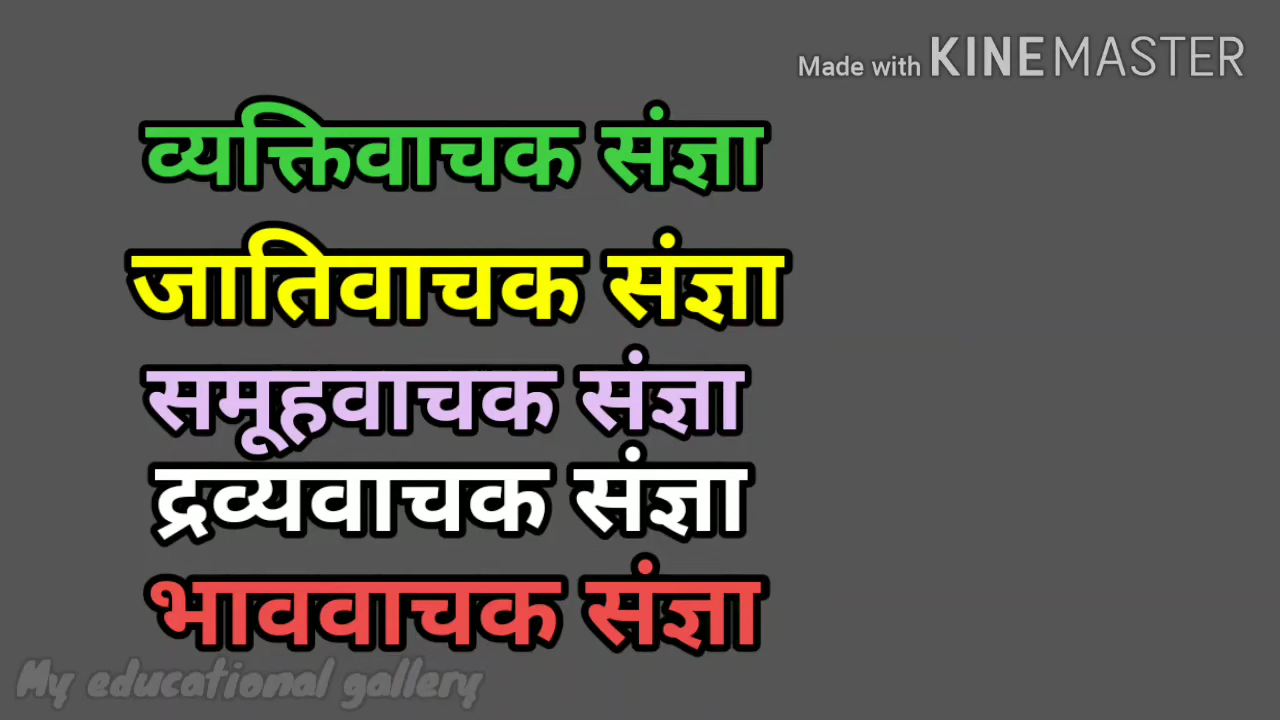 Made with KINEMASTER
व्यक्तिवाचक संज्ञा
जातिवाचक संज्ञा
समूहवाचक संज्ञा
द्रव्यवाचक संज्ञा
भाववाचक संज्ञा
My educational gallery